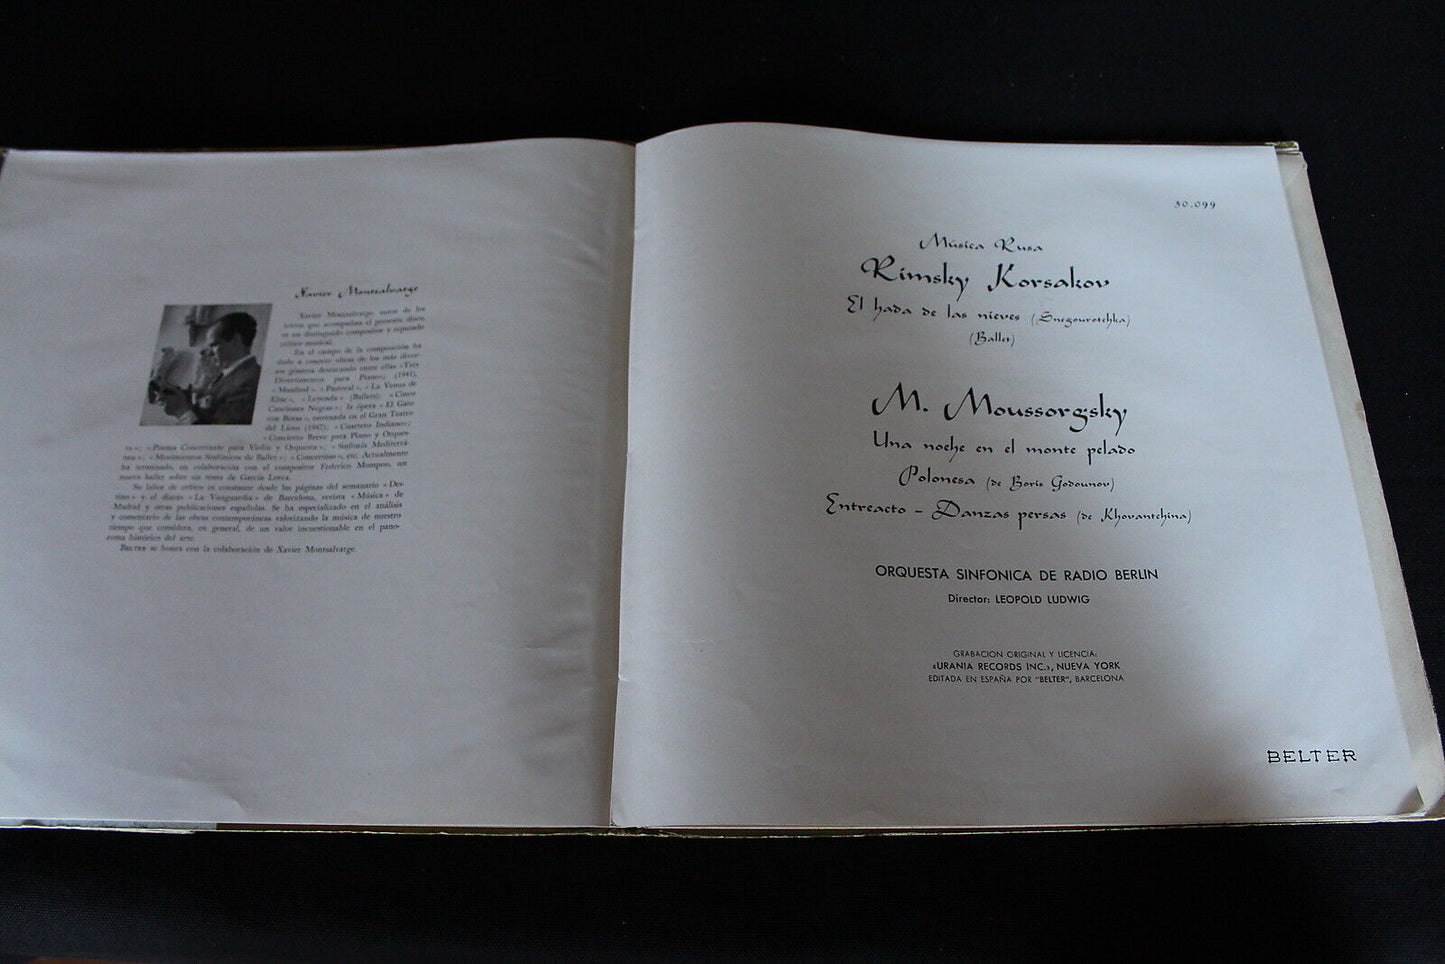 Xavier Montsalvatge
Xavier Montsalvatge, autor de los
textos que acompañan el presente disco,
es un distinguido compositor y reputado
crítico musical.
En el campo de la composición ha
dado a conocer obras de los más diver-
sos géneros destacando entre ellas «Tres
Divertimentos para Piano» (1941),
«Manfred», «Pastoral», «La Venus de
Elne», «Leyenda» (Ballets); «Cinco
Canciones Negras»; la ópera «El Gato
con Botas», estrenada en el Gran Teatro
del Liceo (1947); «Cuarteto Indiano»;
«Concierto Breve para Piano y Orques-
ta»; «Poema Concertante para Violín y Orquesta»; «Sinfonía Mediterrá-
nea»; «Movimientos Sinfónicos de Ballet»; «Concertino», etc. Actualmente
ha terminado, en colaboración con el compositor Federico Mompou, un
nuevo ballet sobre un tema de García Lorca.
Su labor de crítico es constante desde las páginas del semanario «Des-
tino» y el diario «La Vanguardia» de Barcelona, revista «Música» de
Madrid y otras publicaciones españolas. Se ha especializado en el análisis
y comentario de las obras contemporáneas valorizando la música de nuestro
tiempo que considera, en general, de un valor incuestionable en el pano-
rama histórico del arte.
BELTER se honra con la colaboración de Xavier Montsalvatge.
30.099
Música Rusa
Rimsky Korsakov
El hada de las nieves (Snegourotchka)
(Ballet)
M. Moussorgsky
Una noche en el monte pelado
Polonesa (de Boris Godounov)
Entreacto - Danzas persas (de Khovantchina)
ORQUESTA SINFONICA DE RADIO BERLIN
Director: LEOPOLD LUDWIG
GRABACION ORIGINAL Y LICENCIA:
«URANIA RECORDS INC.», NUEVA YORK
EDITADA EN ESPAÑA POR "BELTER", BARCELONA
BELTER